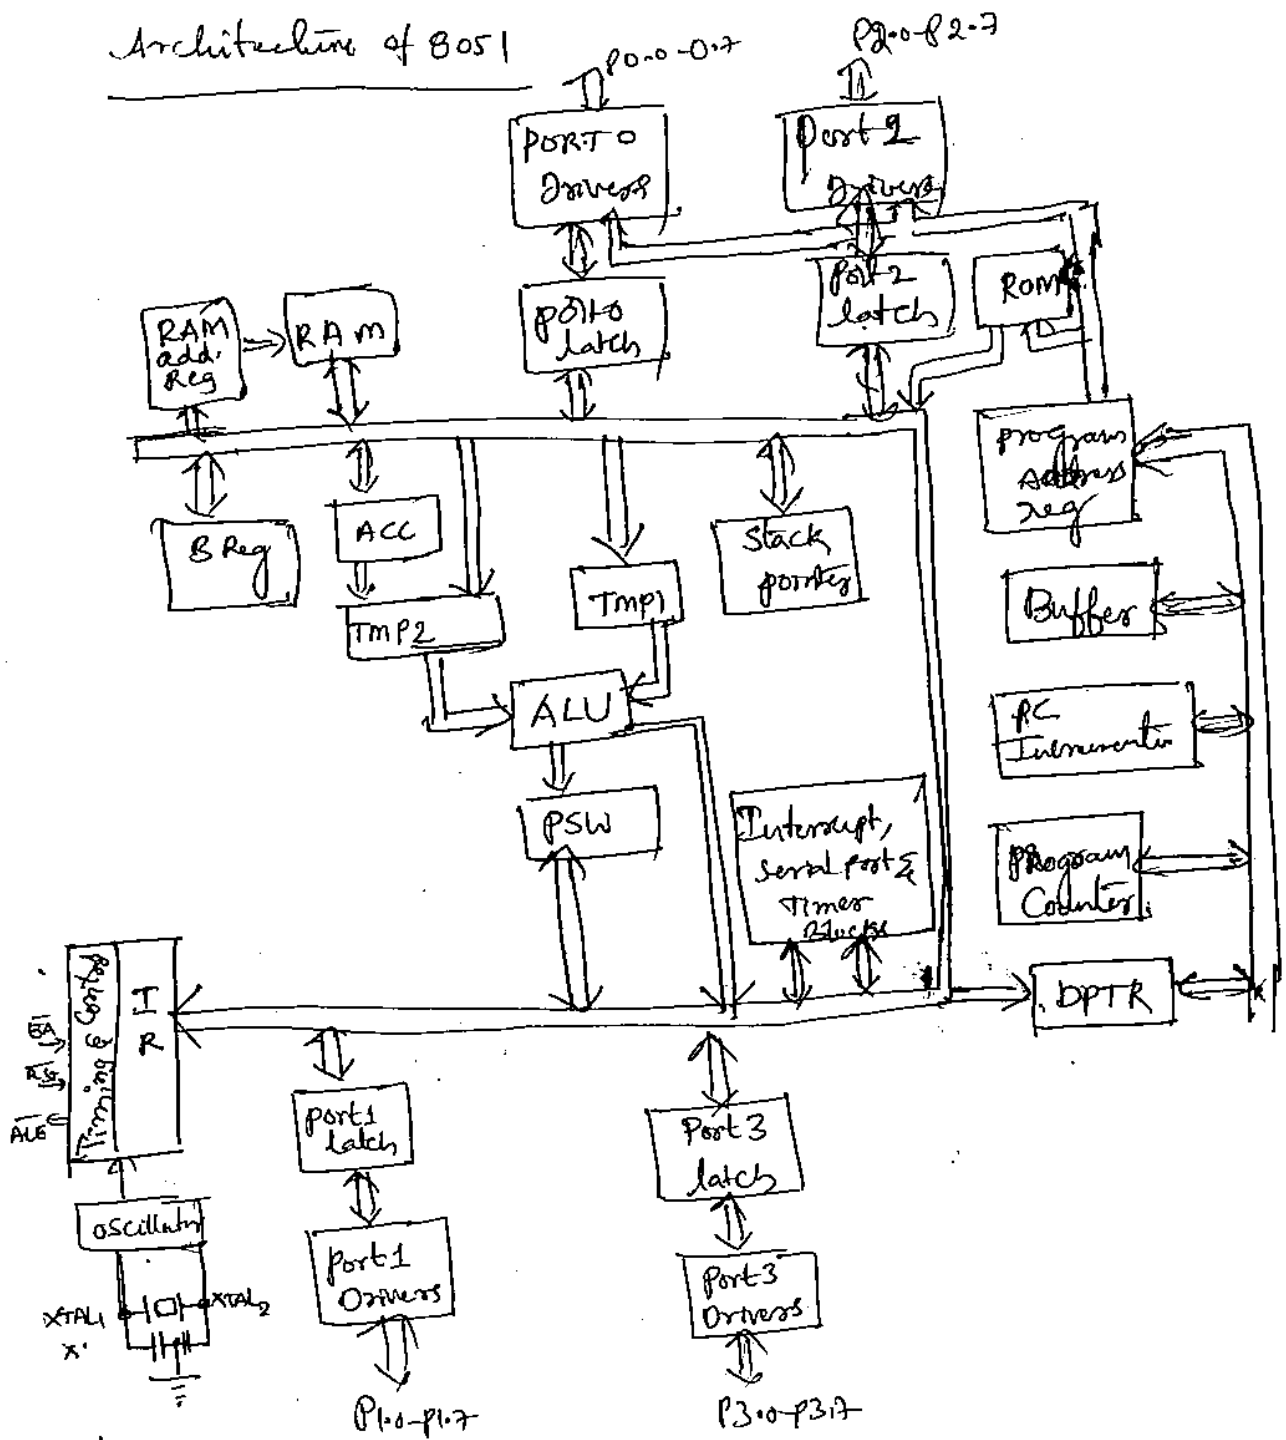 Architecture of 8051
P0.0-0.7
P2.0-P2.7
PORT 0
Drivers
Port 2
Drivers
RAM
add.
Reg
RAM
port0
latch
Port 2
latch
ROM
B Reg
ACC
TMP2
TMP1
Stack
pointer
program
Address
reg
Buffer
ALU
PC
Incrementer
PSW
Interrupt,
Serial port &
Timer
Blocks
Program
Counter
DPTR
Timing & Control
I
R
EA
ALE
port1
latch
Port 3
latch
oscillator
port1
Drivers
port3
Drivers
XTAL1
XTAL2
P1.0-P1.7
P3.0-P3.7